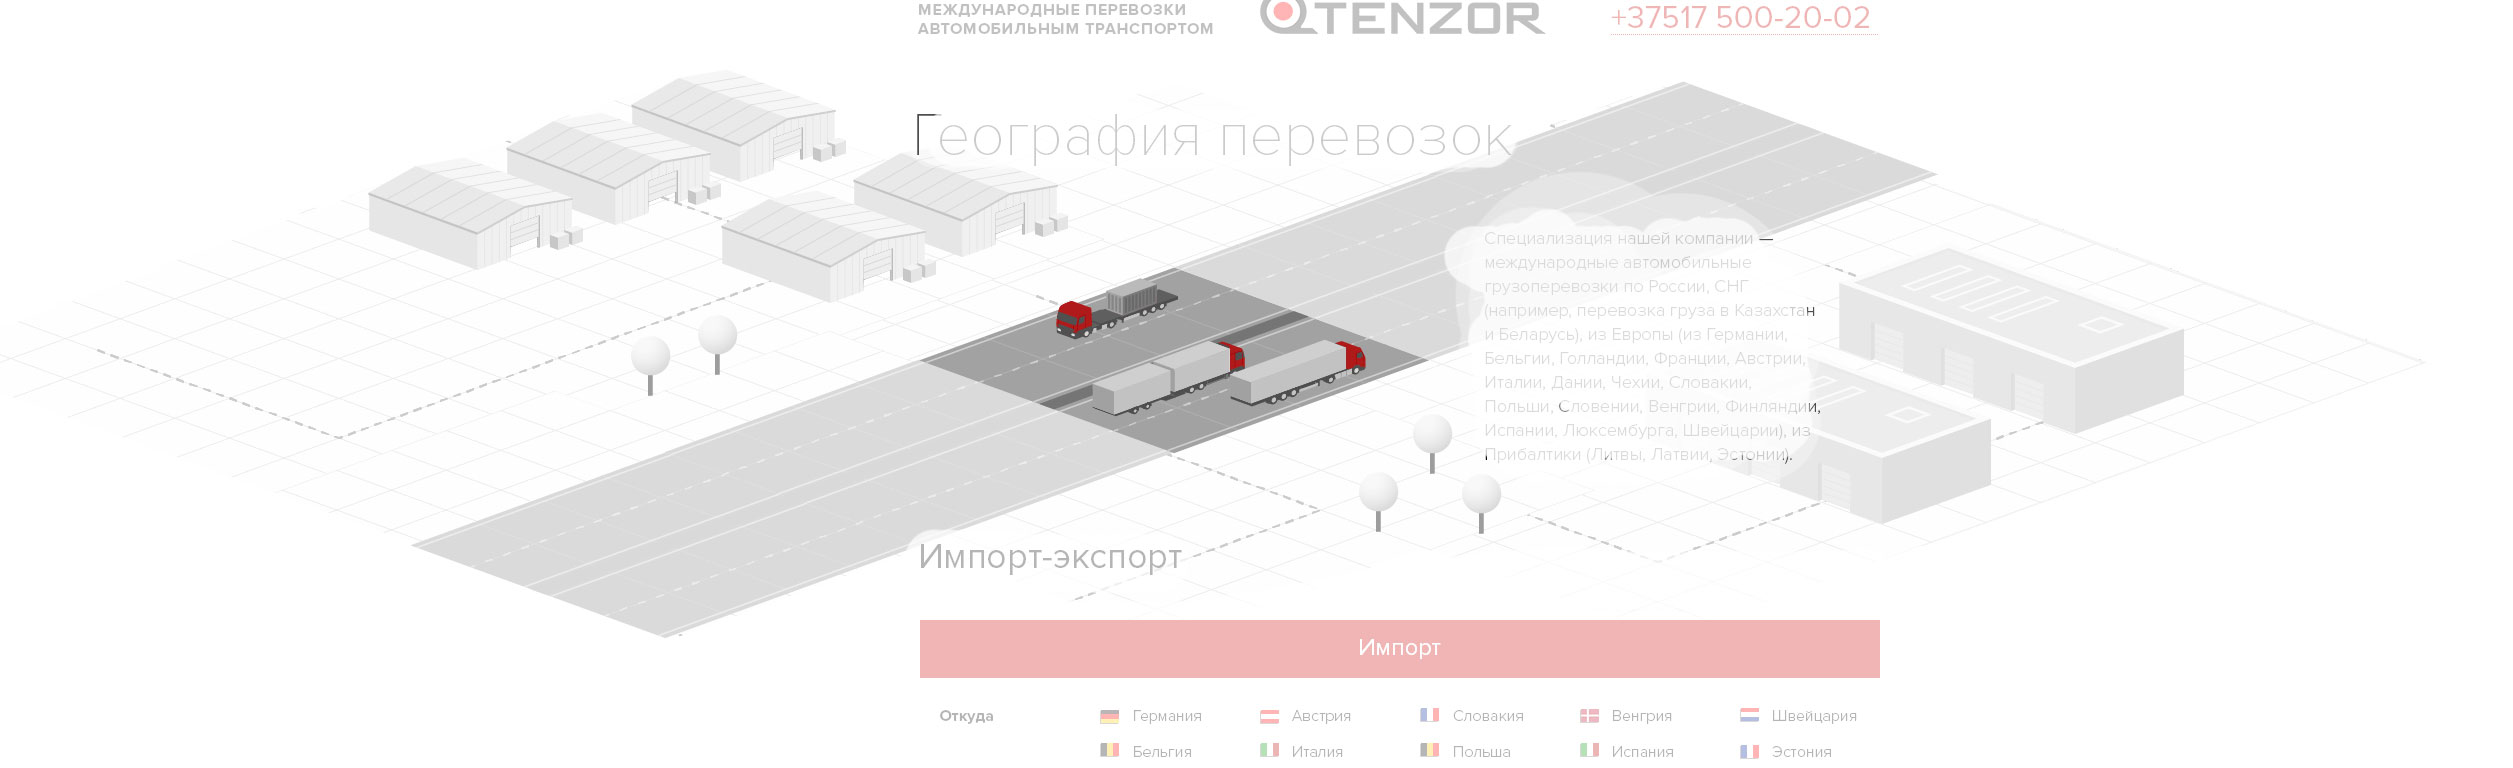 МЕЖДУНАРОДНЫЕ ПЕРЕВОЗКИ
АВТОМОБИЛЬНЫМ ТРАНСПОРТОМ
TENZOR
+37517 500-20-02
География перевозок
Специализация нашей компании —
международные автомобильные
грузоперевозки по России, СНГ
(например, перевозка груза в Казахстан
и Беларусь), из Европы (из Германии,
Бельгии, Голландии, Франции, Австрии,
Италии, Дании, Чехии, Словакии,
Польши, Словении, Венгрии, Финляндии,
Испании, Люксембурга, Швейцарии), из
Прибалтики (Литвы, Латвии, Эстонии).
Импорт-экспорт
Импорт
Откуда
Германия
Австрия
Словакия
Венгрия
Швейцария
Бельгия
Италия
Польша
Испания
Эстония